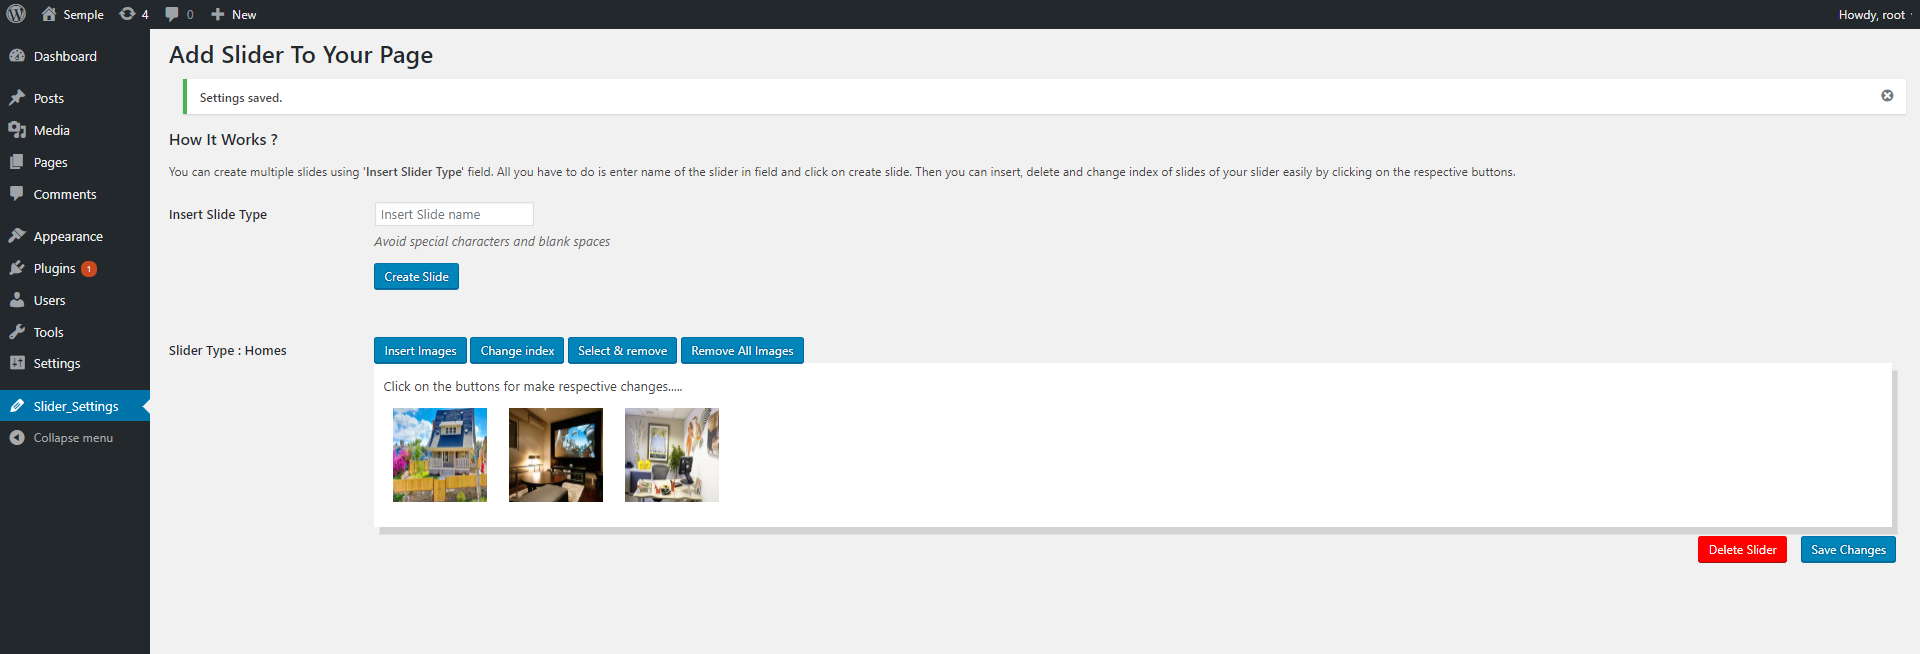 Semple
4
0
New
Howdy, root
Dashboard
Posts
Media
Pages
Comments
Appearance
Plugins 1
Users
Tools
Settings
Slider_Settings
Collapse menu
Add Slider To Your Page
Settings saved.
How It Works ?
You can create multiple slides using 'Insert Slider Type' field. All you have to do is enter name of the slider in field and click on create slide. Then you can insert, delete and change index of slides of your slider easily by clicking on the respective buttons.
Insert Slide Type
Insert Slide name
Avoid special characters and blank spaces
Create Slide
Slider Type : Homes
Insert Images
Change index
Select & remove
Remove All Images
Click on the buttons for make respective changes.....
Delete Slider
Save Changes